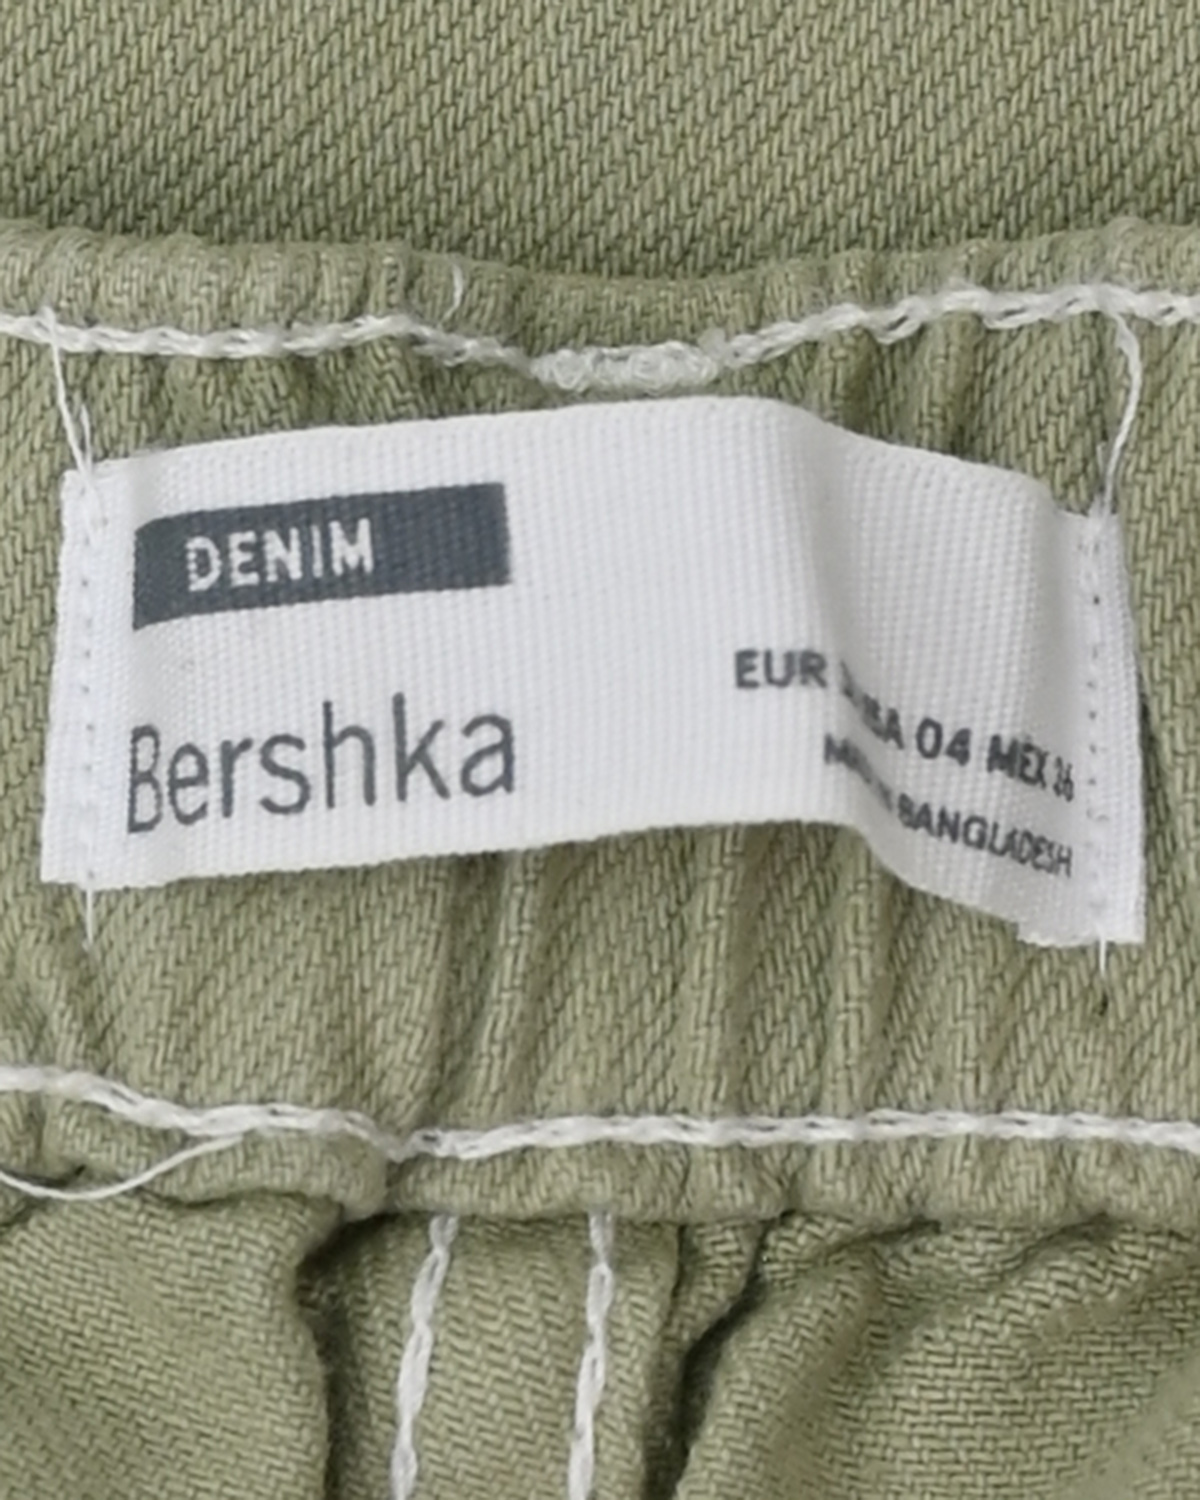 DENIM
Bershka
EUR USA 04 MEX 26
BANGLADESH